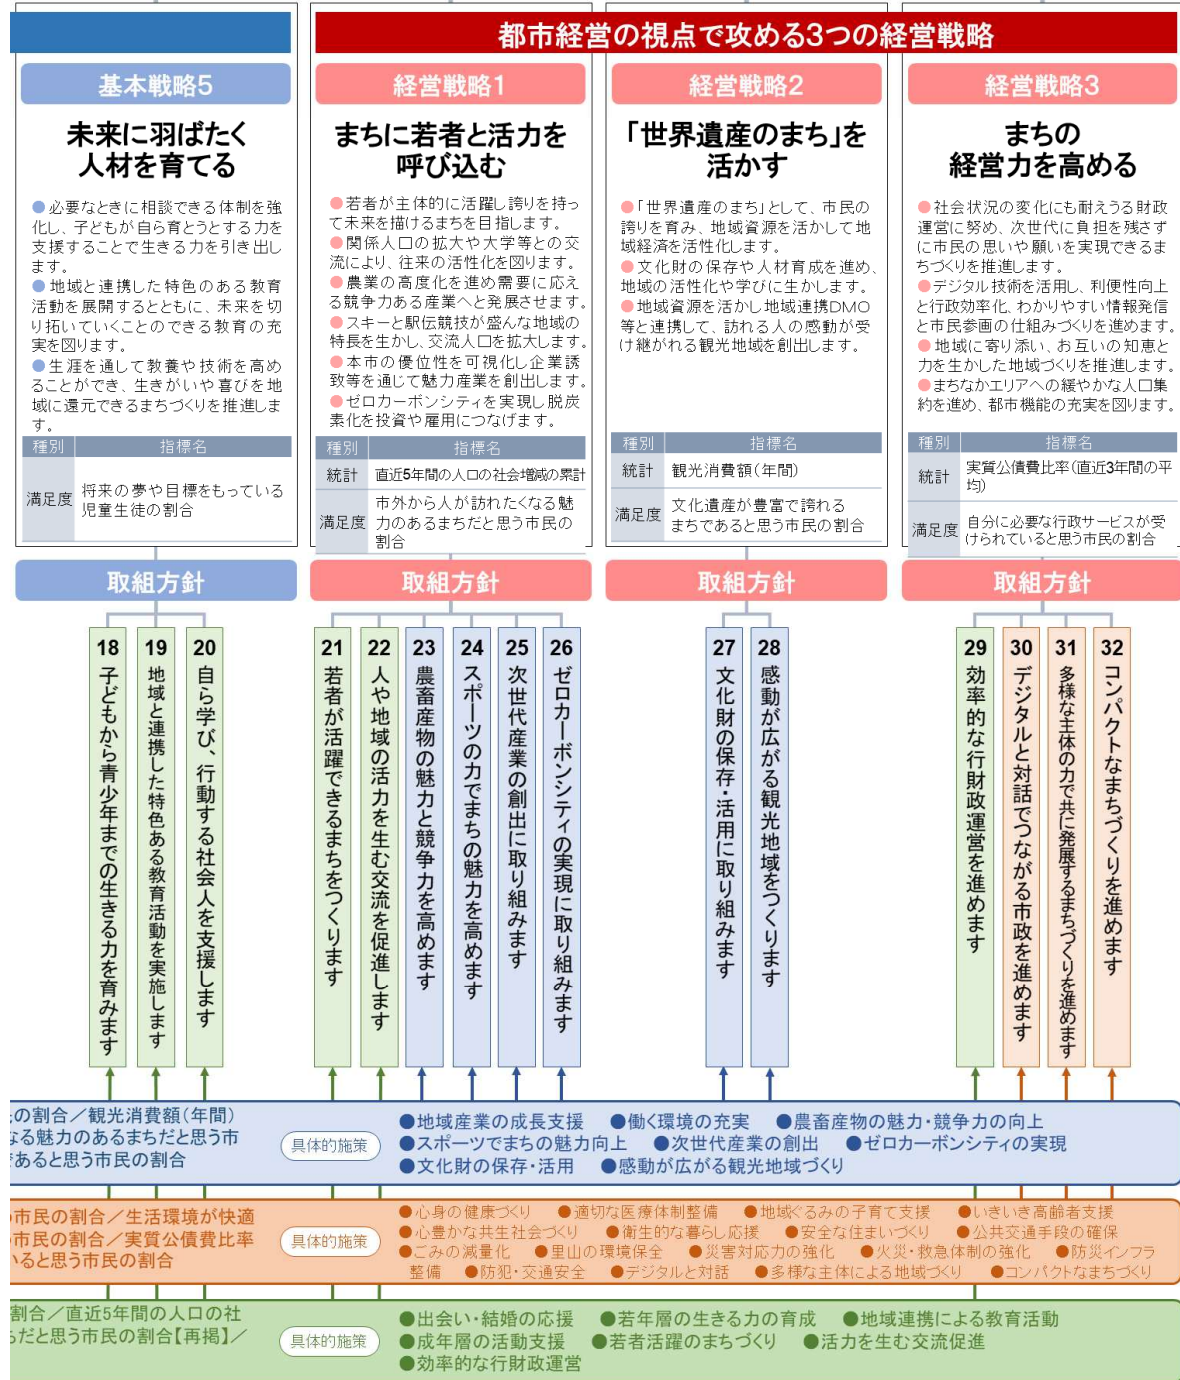 都市経営の視点で攻める3つの経営戦略
基本戦略5
未来に羽ばたく
人材を育てる
●必要なときに相談できる体制を強
化し、子どもが自ら育とうとする力を
支援することで生きる力を引き出し
ます。
●地域と連携した特色のある教育
活動を展開するとともに、未来を切
り拓いていくことのできる教育の充
実を図ります。
●生涯を通して教養や技術を高め
ることができ、生きがいや喜びを地
域に還元できるまちづくりを推進しま
す。
種別 指標名
満足度 将来の夢や目標をもっている
児童生徒の割合
経営戦略1
まちに若者と活力を
呼び込む
●若者が主体的に活躍し誇りを持っ
て未来を描けるまちを目指します。
●関係人口の拡大や大学等との交
流により、往来の活性化を図ります。
●農業の高度化を進め需要に応え
る競争力ある産業へと発展させます。
●スキーと駅伝競技が盛んな地域の
特長を生かし、交流人口を拡大します。
●本市の優位性を可視化し企業誘
致等を通じて魅力産業を創出します。
●ゼロカーボンシティを実現し脱炭
素化を投資や雇用につなげます。
種別 指標名
統計 直近5年間の人口の社会増減の累計
満足度 市外から人が訪れたくなる魅
力のあるまちだと思う市民の
割合
経営戦略2
「世界遺産のまち」を
活かす
●「世界遺産のまち」として、市民の
誇りを育み、地域資源を活かして地
域経済を活性化します。
●文化財の保存や人材育成を進め、
地域の活性化や学びに生かします。
●地域資源を活かし地域連携DMO
等と連携して、訪れる人の感動が受
け継がれる観光地域を創出します。
種別 指標名
統計 観光消費額(年間)
満足度 文化遺産が豊富で誇れる
まちであると思う市民の割合
経営戦略3
まちの
経営力を高める
●社会状況の変化にも耐えうる財政
運営に努め、次世代に負担を残さず
に市民の思いや願いを実現できるま
ちづくりを推進します。
●デジタル技術を活用し、利便性向上
と行政効率化、わかりやすい情報発信
と市民参画の仕組みづくりを進めます。
●地域に寄り添い、お互いの知恵と
力を生かした地域づくりを推進します。
●まちなかエリアへの緩やかな人口集
約を進め、都市機能の充実を図ります。
種別 指標名
統計 実質公債費比率(直近3年間の平
均)
満足度 自分に必要な行政サービスが受
けられていると思う市民の割合
取組方針
取組方針
取組方針
取組方針
18 子どもから青少年までの生きる力を育みます
19 地域と連携した特色ある教育活動を実施します
20 自ら学び、行動する社会人を支援します
21 若者が活躍できるまちをつくります
22 人や地域の活力を生む交流を促進します
23 農畜産物の魅力と競争力を高めます
24 スポーツの力でまちの魅力を高めます
25 次世代産業の創出に取り組みます
26 ゼロカーボンシティの実現に取り組みます
27 文化財の保存・活用に取り組みます
28 感動が広がる観光地域をつくります
29 効率的な行財政運営を進めます
30 デジタルと対話でつながる市政を進めます
31 多様な主体の力で共に発展するまちづくりを進めます
32 コンパクトなまちづくりを進めます
の割合／観光消費額(年間)
なる魅力のあるまちだと思う市
であると思う市民の割合
具体的施策
●地域産業の成長支援 ●働く環境の充実 ●農畜産物の魅力・競争力の向上
●スポーツでまちの魅力向上 ●次世代産業の創出 ●ゼロカーボンシティの実現
●文化財の保存・活用 ●感動が広がる観光地域づくり
市民の割合／生活環境が快適
市民の割合／実質公債費比率
いると思う市民の割合
具体的施策
●心身の健康づくり ●適切な医療体制整備 ●地域ぐるみの子育て支援 ●いきいき高齢者支援
●心豊かな共生社会づくり ●衛生的な暮らし応援 ●安全な住まいづくり ●公共交通手段の確保
●ごみの減量化 ●里山の環境保全 ●災害対応力の強化 ●火災・救急体制の強化 ●防災インフラ
整備 ●防犯・交通安全 ●デジタルと対話 ●多様な主体による地域づくり ●コンパクトなまちづくり
割合／直近5年間の人口の社
ちだと思う市民の割合【再掲】／
具体的施策
●出会い・結婚の応援 ●若年層の生きる力の育成 ●地域連携による教育活動
●成年層の活動支援 ●若者活躍のまちづくり ●活力を生む交流促進
●効率的な行財政運営